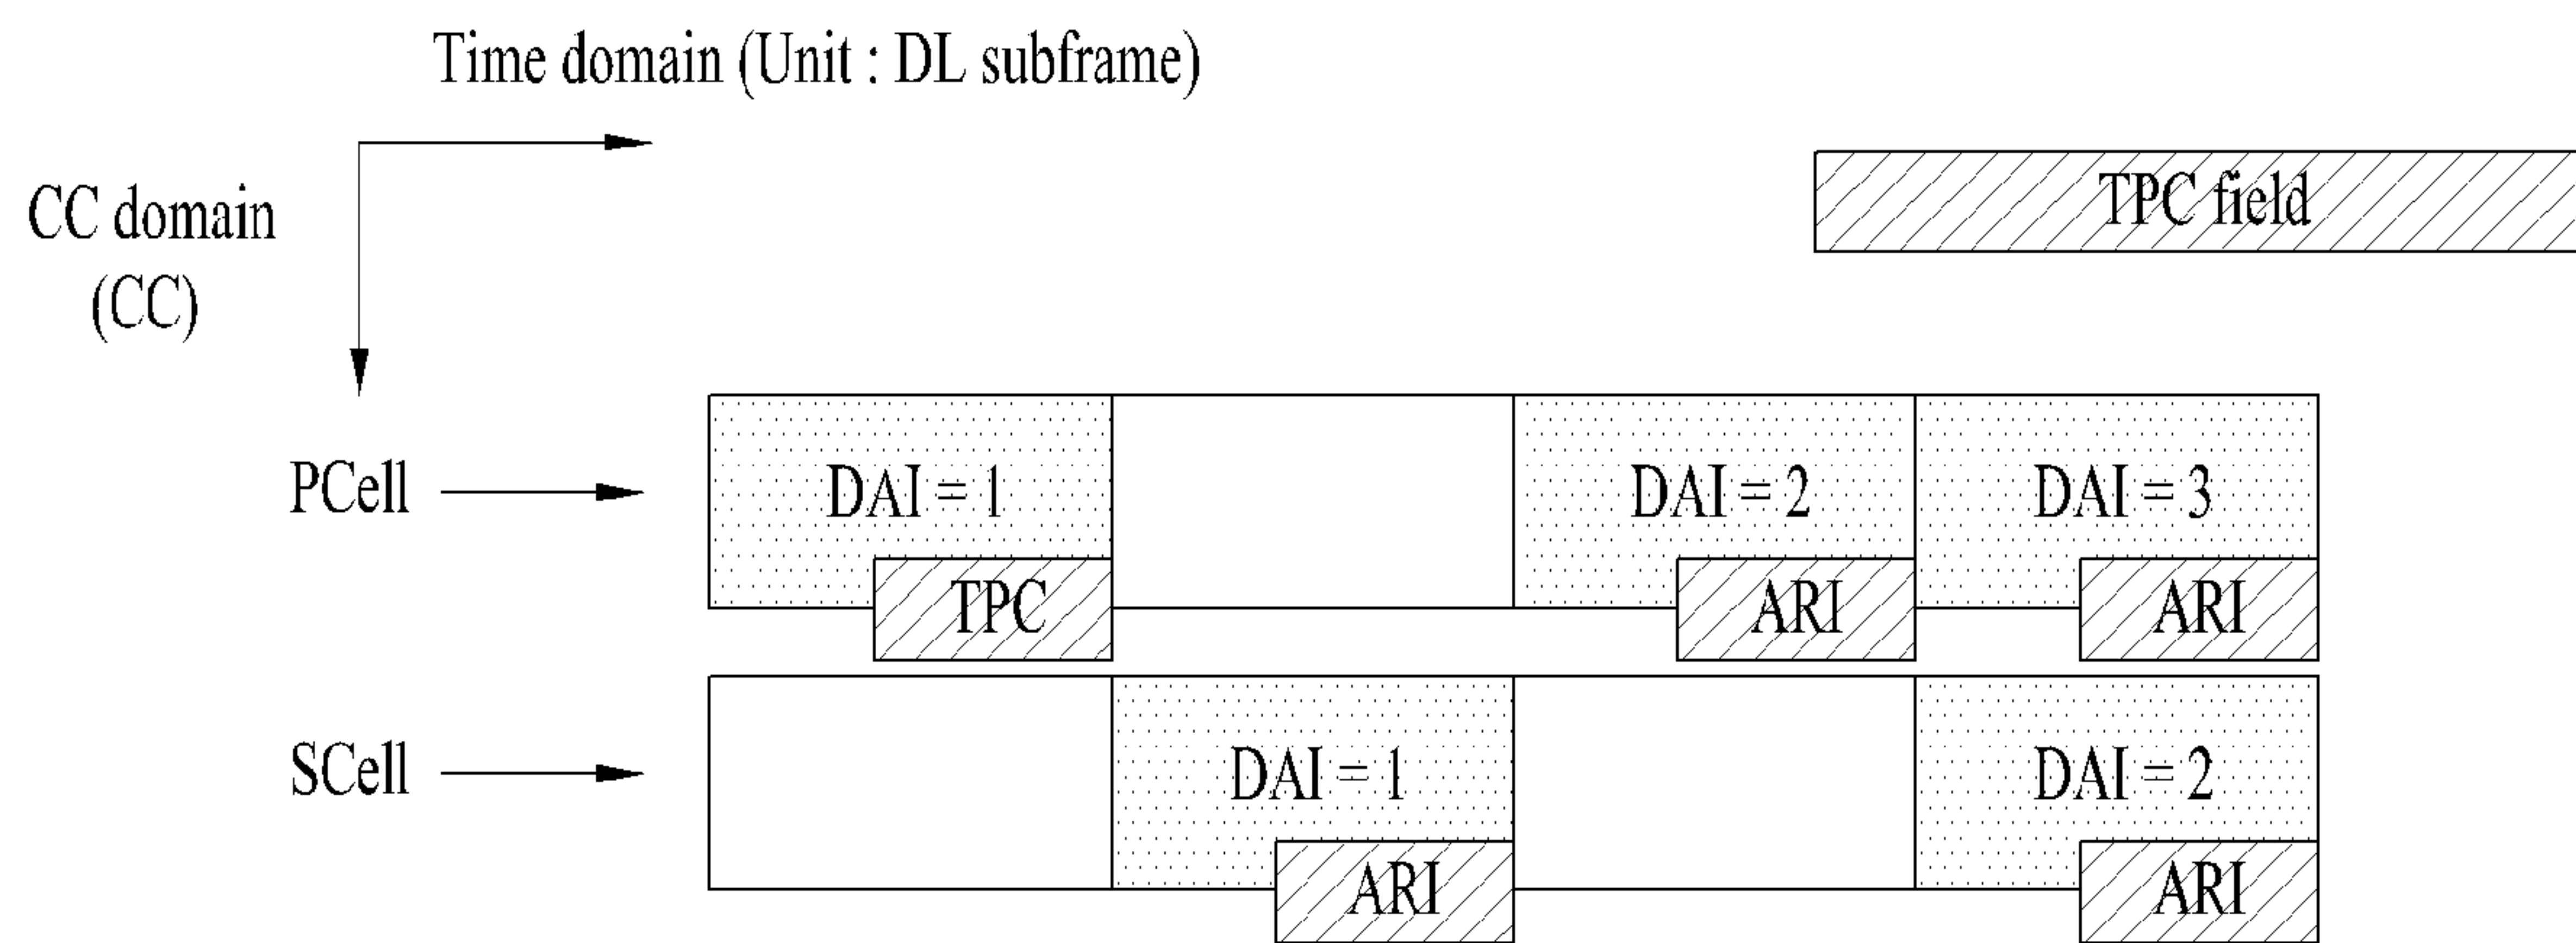 Time domain (Unit : DL subframe)
CC domain
(CC)
TPC field
PCell
DAI = 1
DAI = 2
DAI = 3
TPC
ARI
ARI
SCell
DAI = 1
DAI = 2
ARI
ARI